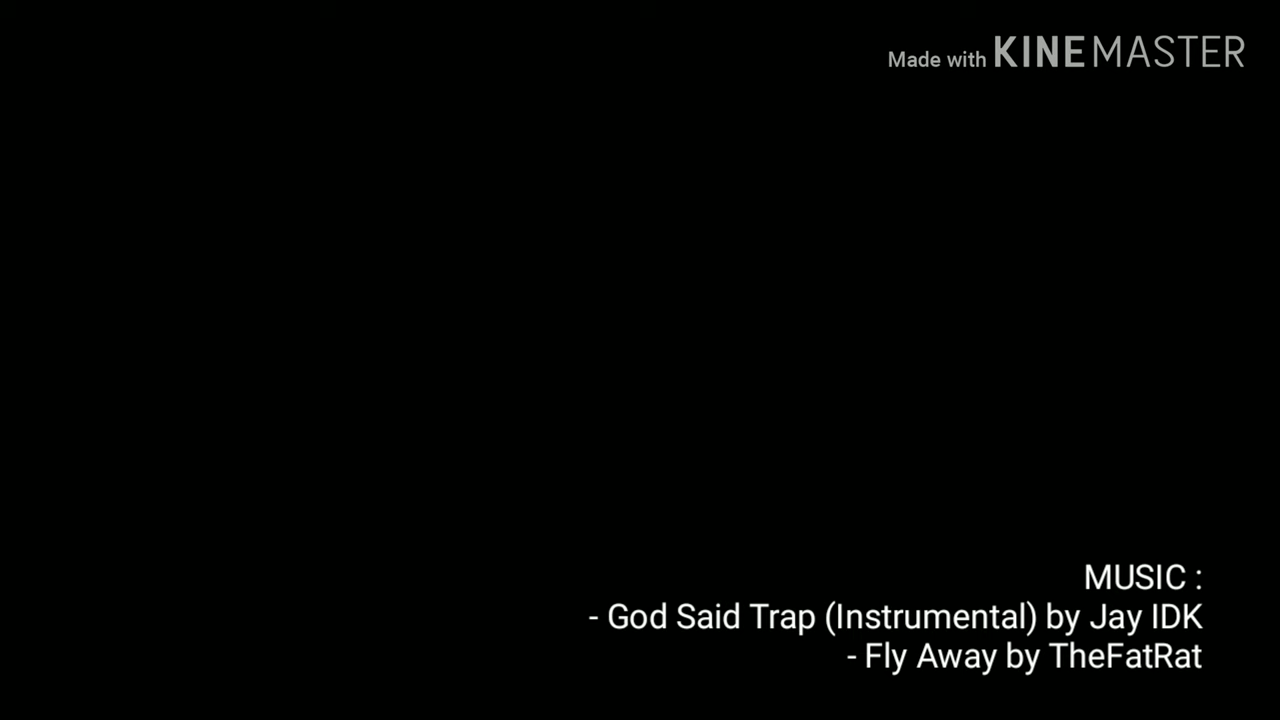 Made with KINEMASTER
MUSIC :
- God Said Trap (Instrumental) by Jay IDK
- Fly Away by TheFatRat